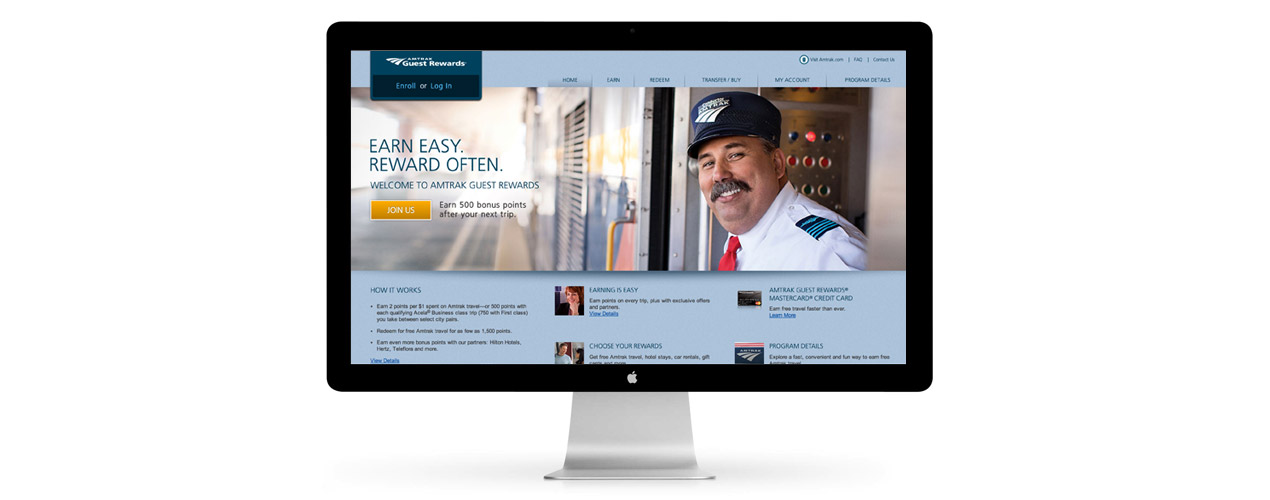 AMTRAK
Guest Rewards
Enroll or Log In
Visit Amtrak.com | FAQ | Contact Us
HOME
EARN
REDEEM
TRANSFER / BUY
MY ACCOUNT
PROGRAM DETAILS
AMTRAK
EARN EASY.
REWARD OFTEN.
WELCOME TO AMTRAK GUEST REWARDS
JOIN US
Earn 500 bonus points
after your next trip.
HOW IT WORKS
• Earn 2 points per $1 spent on Amtrak travel—or 500 points with
each qualifying Acela® Business class trip (750 with First class)
you take between select city pairs.
• Redeem for free Amtrak travel for as few as 1,500 points.
• Earn even more bonus points with our partners: Hilton Hotels,
Hertz, Teleflora and more.
View Details
EARNING IS EASY
Earn points on every trip, plus with exclusive offers
and partners.
View Details
CHOOSE YOUR REWARDS
Get free Amtrak travel, hotel stays, car rentals, gift
cards and more.
AMTRAK GUEST REWARDS®
MASTERCARD® CREDIT CARD
Earn free travel faster than ever.
Learn More
AMTRAK
PROGRAM DETAILS
Explore a fast, convenient and fun way to earn free
Amtrak travel.